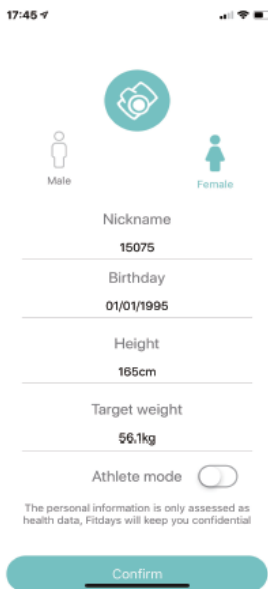 17:45
Male
Female
Nickname
15075
Birthday
01/01/1995
Height
165cm
Target weight
56.1kg
Athlete mode
The personal information is only assessed as
health data, Fitdays will keep you confidential
Confirm